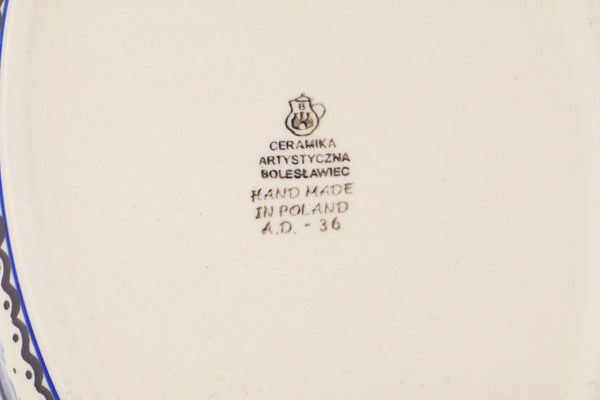 B
CERAMIKA
ARTYSTYCZNA
BOLESŁAWIEC
HAND MADE
IN POLAND
A.D. - 36